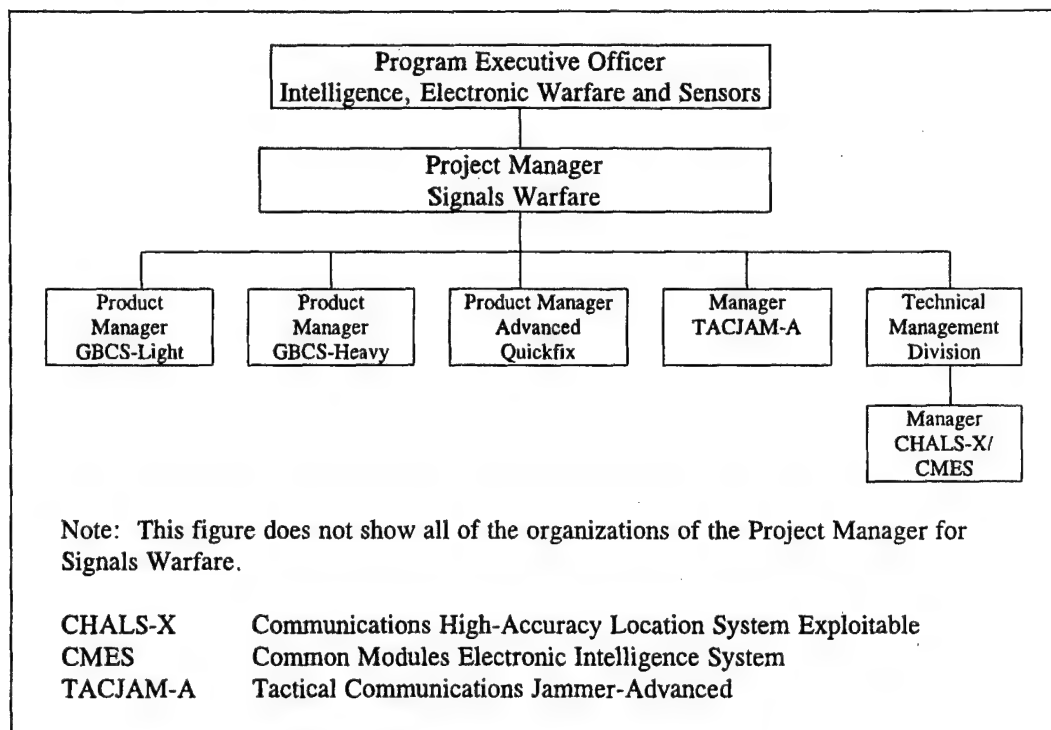 Program Executive Officer
Intelligence, Electronic Warfare and Sensors
Project Manager
Signals Warfare
Product
Manager
GBCS-Light
Product
Manager
GBCS-Heavy
Product Manager
Advanced
Quickfix
Manager
TACJAM-A
Technical
Management
Division
Manager
CHALS-X/
CMES
Note: This figure does not show all of the organizations of the Project Manager for
Signals Warfare.
CHALS-X Communications High-Accuracy Location System Exploitable
CMES Common Modules Electronic Intelligence System
TACJAM-A Tactical Communications Jammer-Advanced